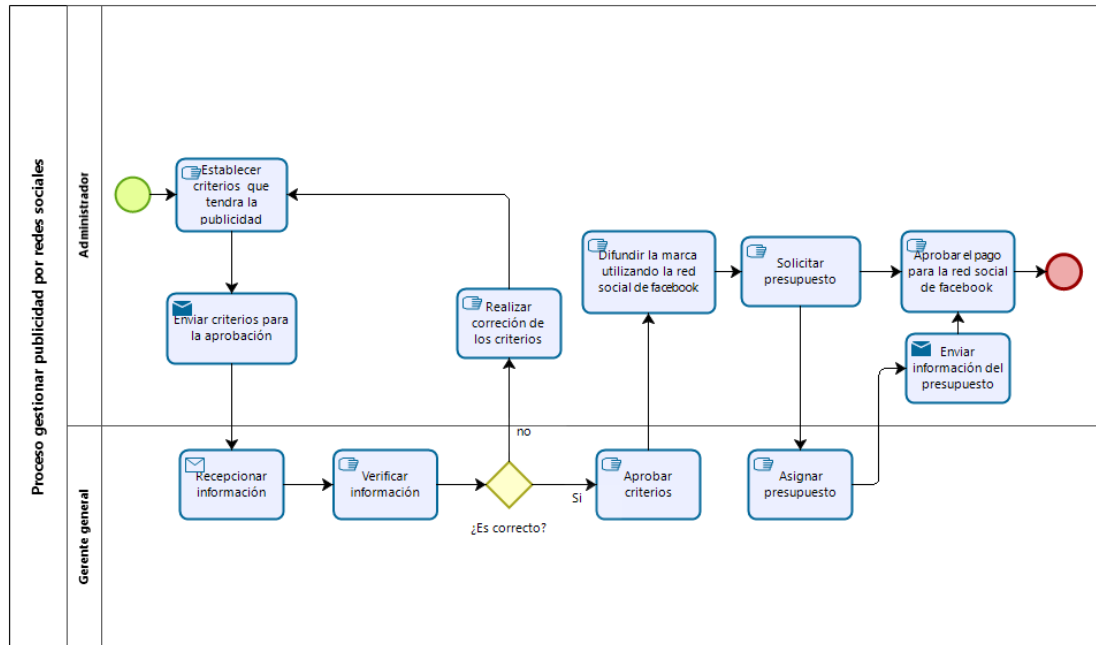 Proceso gestionar publicidad por redes sociales
Administrador
Establecer
criterios que
tendra la
publicidad
Enviar criterios para
la aprobación
Realizar
correción de
los criterios
Difundir la marca
utilizando la red
social de facebook
Solicitar
presupuesto
Aprobar el pago
para la red social
de facebook
Enviar
información del
presupuesto
Gerente general
Recepcionar
información
Verificar
información
¿Es correcto?
no
Si
Aprobar
criterios
Asignar
presupuesto